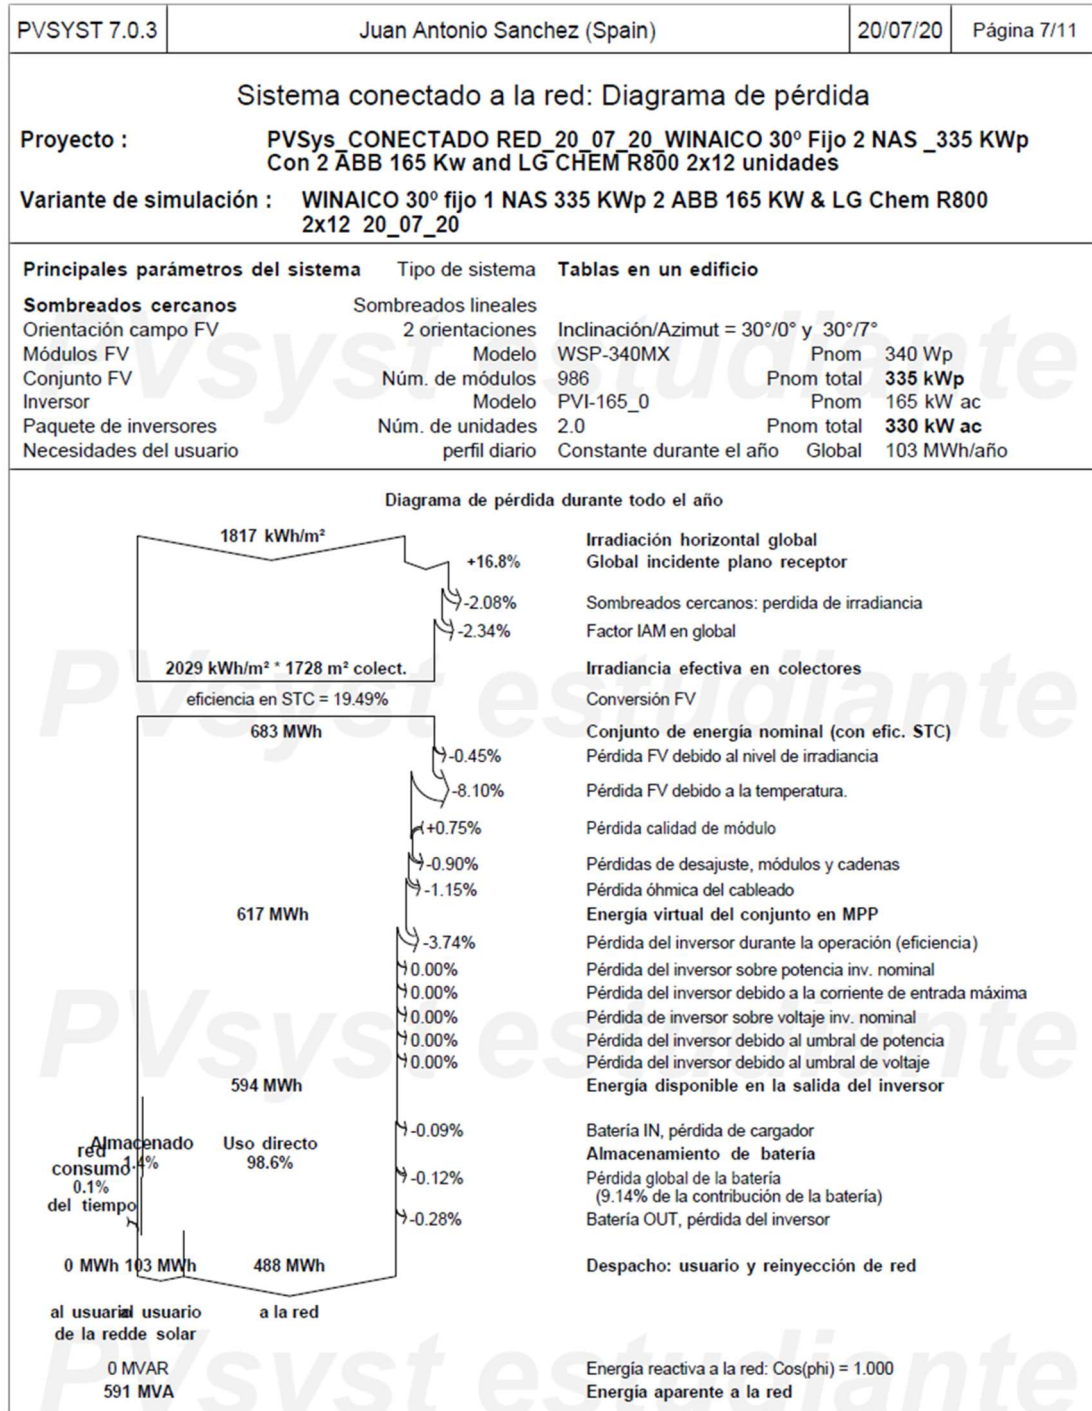 PVSYST 7.0.3 Juan Antonio Sanchez (Spain) 20/07/20 Página 7/11
Sistema conectado a la red: Diagrama de pérdida
Proyecto : PVSys_CONECTADO RED_20_07_20_WINAICO 30º Fijo 2 NAS _335 KWp
Con 2 ABB 165 Kw and LG CHEM R800 2x12 unidades
Variante de simulación : WINAICO 30º fijo 1 NAS 335 KWp 2 ABB 165 KW & LG Chem R800
2x12 20_07_20
Principales parámetros del sistema Tipo de sistema Tablas en un edificio
Sombreados cercanos Sombreados lineales
Orientación campo FV 2 orientaciones Inclinación/Azimut = 30°/0° y 30°/7°
Módulos FV Modelo WSP-340MX Pnom 340 Wp
Conjunto FV Núm. de módulos 986 Pnom total 335 kWp
Inversor Modelo PVI-165_0 Pnom 165 kW ac
Paquete de inversores Núm. de unidades 2.0 Pnom total 330 kW ac
Necesidades del usuario perfil diario Constante durante el año Global 103 MWh/año
Diagrama de pérdida durante todo el año
1817 kWh/m² Irradiación horizontal global
+16.8% Global incidente plano receptor
-2.08% Sombreados cercanos: perdida de irradiancia
-2.34% Factor IAM en global
2029 kWh/m² * 1728 m² colect. Irradiancia efectiva en colectores
eficiencia en STC = 19.49% Conversión FV
683 MWh Conjunto de energía nominal (con efic. STC)
-0.45% Pérdida FV debido al nivel de irradiancia
-8.10% Pérdida FV debido a la temperatura.
+0.75% Pérdida calidad de módulo
-0.90% Pérdidas de desajuste, módulos y cadenas
-1.15% Pérdida óhmica del cableado
617 MWh Energía virtual del conjunto en MPP
-3.74% Pérdida del inversor durante la operación (eficiencia)
0.00% Pérdida del inversor sobre potencia inv. nominal
0.00% Pérdida del inversor debido a la corriente de entrada máxima
0.00% Pérdida de inversor sobre voltaje inv. nominal
0.00% Pérdida del inversor debido al umbral de potencia
0.00% Pérdida del inversor debido al umbral de voltaje
594 MWh Energía disponible en la salida del inversor
-0.09% Batería IN, pérdida de cargador
red Almacenado Uso directo Almacenamiento de batería
consumo 1.4% 98.6%
0.1% -0.12% Pérdida global de la batería
del tiempo (9.14% de la contribución de la batería)
-0.28% Batería OUT, pérdida del inversor
0 MWh 103 MWh 488 MWh Despacho: usuario y reinyección de red
al usuario al usuario a la red
de la red de solar
0 MVAR Energía reactiva a la red: Cos(phi) = 1.000
591 MVA Energía aparente a la red
PVsyst estudiante
PVsyst estudiante
PVsyst estudiante
PVsyst estudiante